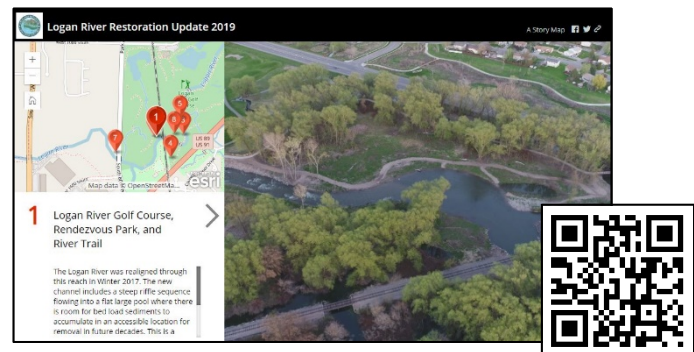 Logan River Restoration Update 2019
A Story Map
+
1
5
8
7
4
US 89
US 91
Map data © OpenStreetMa...
esri
1 Logan River Golf Course,
Rendezvous Park, and
River Trail
The Logan River was realigned through
this reach in Winter 2017. The new
channel includes a steep riffle sequence
flowing into a flat large pool where there
is room for bed load sediments to
accumulate in an accessible location for
removal in future decades. This is a